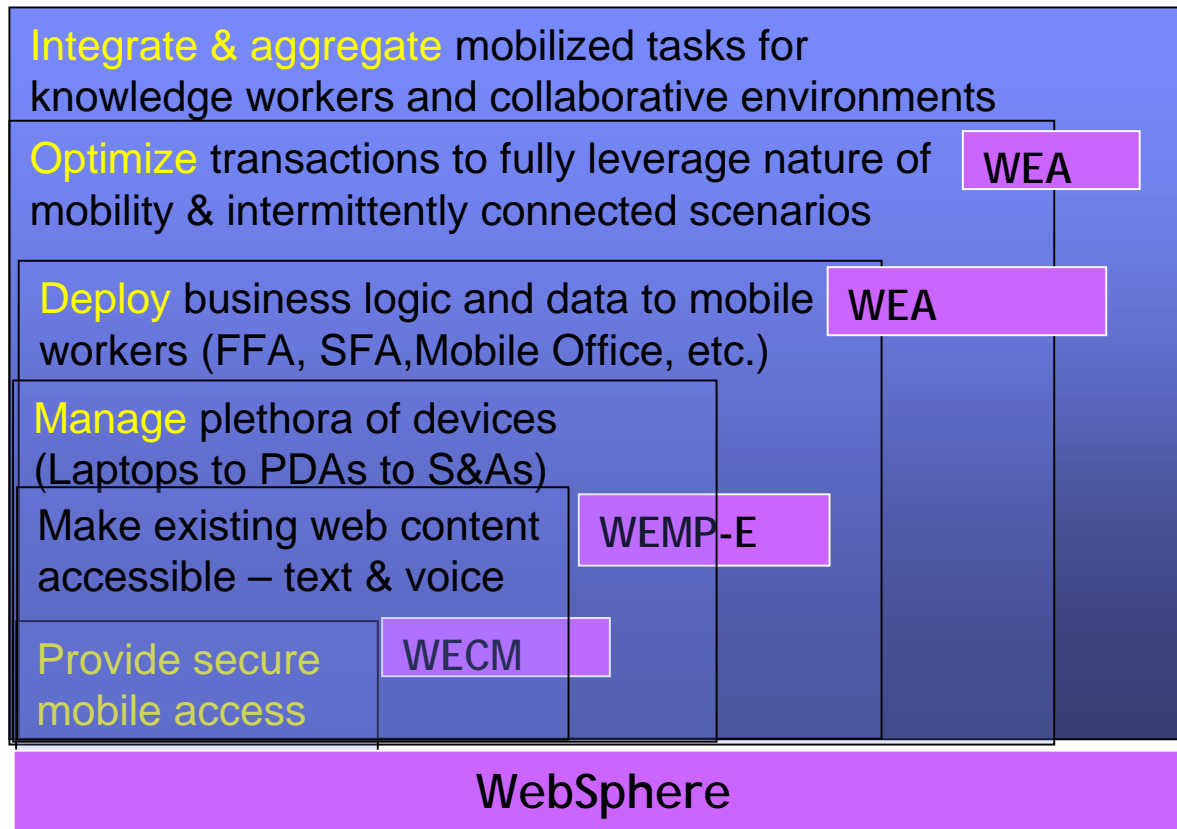 Integrate & aggregate mobilized tasks for
knowledge workers and collaborative environments
Optimize transactions to fully leverage nature of
mobility & intermittently connected scenarios
WEA
Deploy business logic and data to mobile
workers (FFA, SFA,Mobile Office, etc.)
WEA
Manage plethora of devices
(Laptops to PDAs to S&As)
Make existing web content
accessible – text & voice
WEMP-E
Provide secure
mobile access
WECM
WebSphere